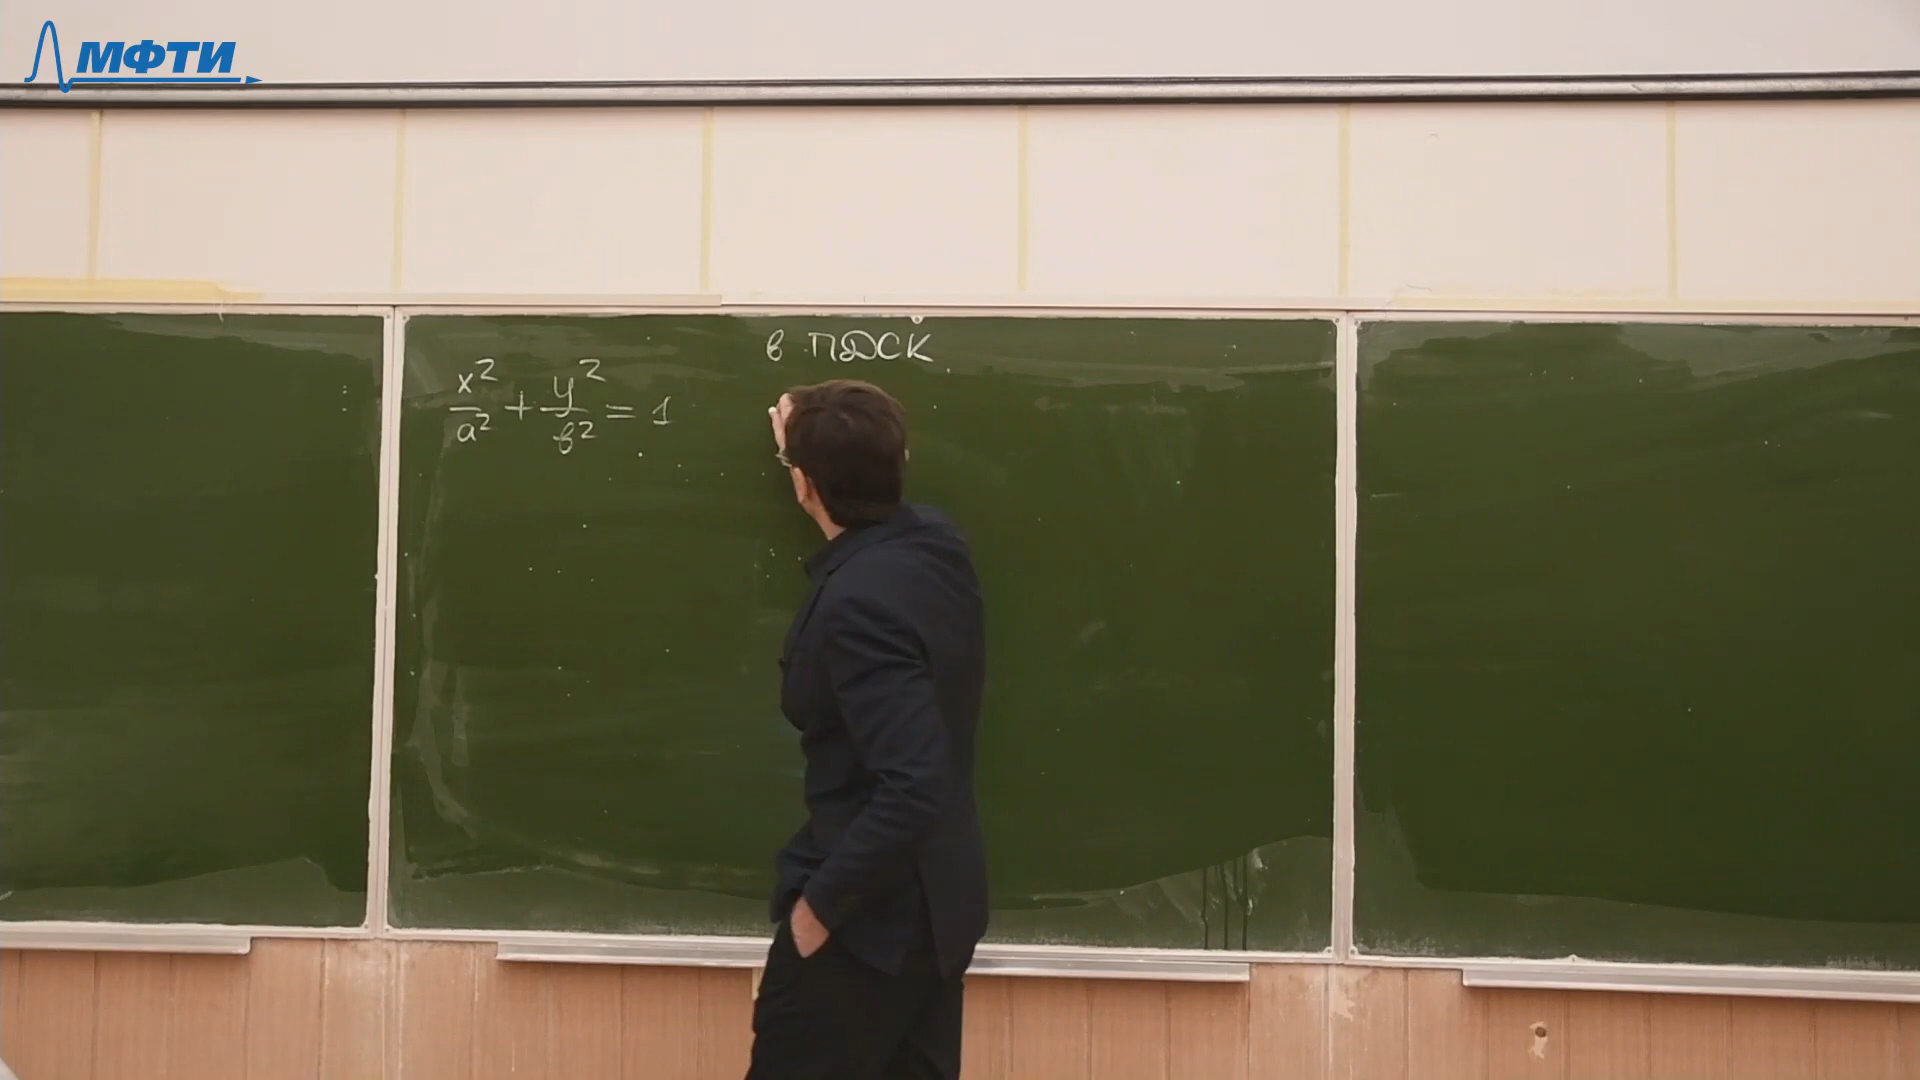 МФТИ
в ПДСК
x²/a² + y²/b² = 1